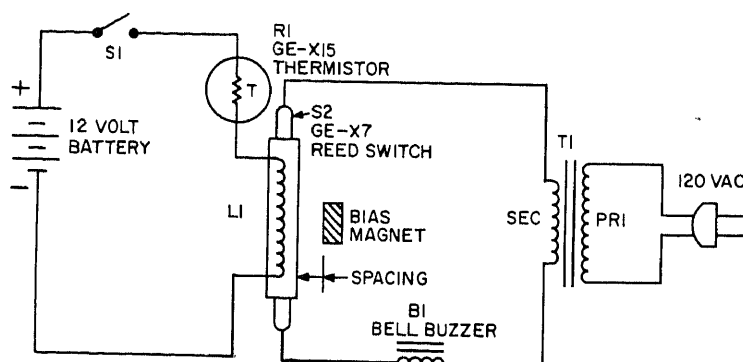 S1
R1
GE-X15
THERMISTOR
T
+
12 VOLT
BATTERY
−
S2
GE-X7
REED SWITCH
L1
BIAS
MAGNET
SPACING
B1
BELL BUZZER
T1
SEC
PRI
120 VAC